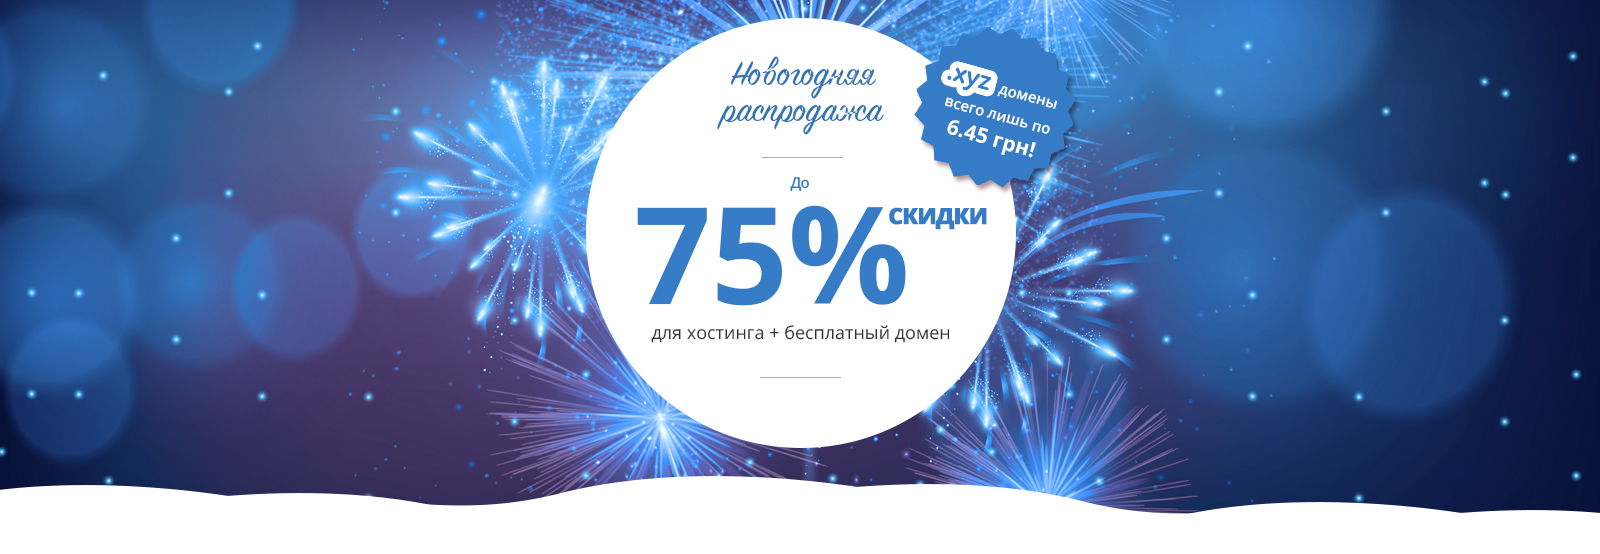 Новогодняя
распродажа
До
75% скидки
для хостинга + бесплатный домен
.xyz домены
всего лишь по
6.45 грн!